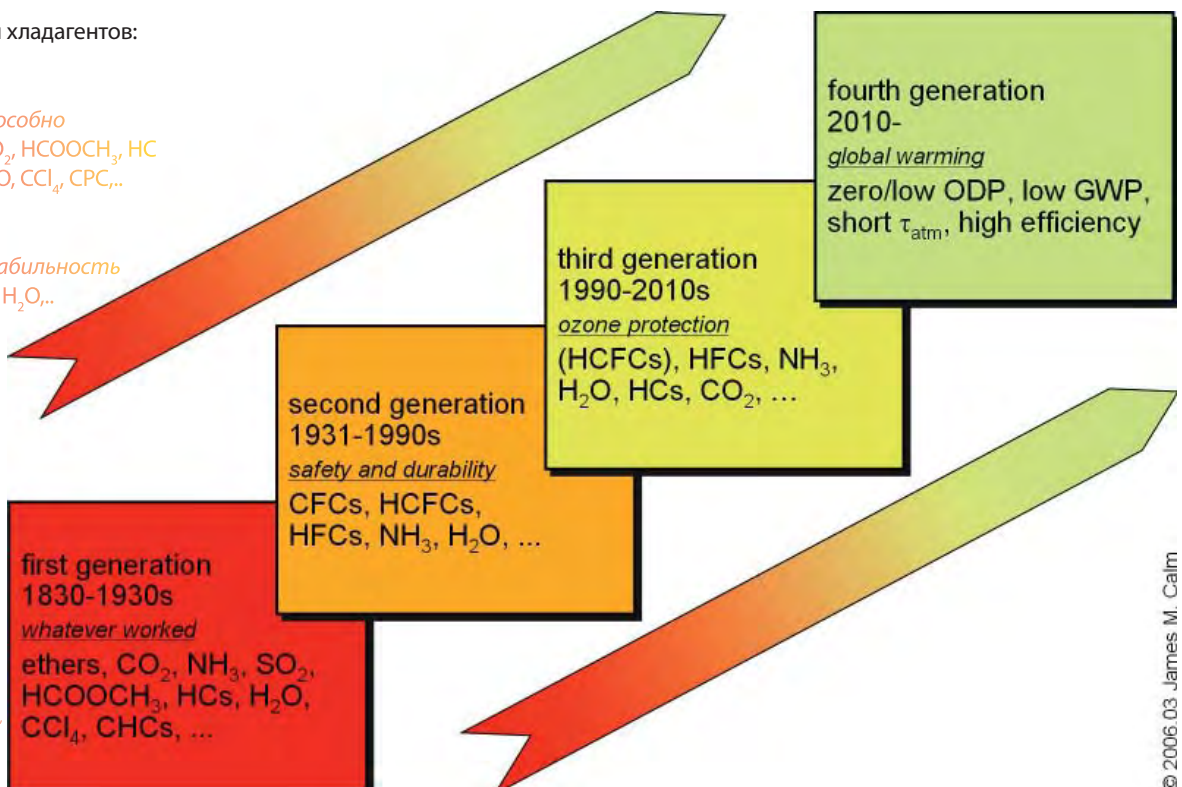 и хладагентов:
особно
O₂, HCOOCH₃, HC
O, CCl₄, CPC,..
абильность
H₂O,..
fourth generation
2010-
global warming
zero/low ODP, low GWP,
short τatm, high efficiency
third generation
1990-2010s
ozone protection
(HCFCs), HFCs, NH₃,
H₂O, HCs, CO₂, ...
second generation
1931-1990s
safety and durability
CFCs, HCFCs,
HFCs, NH₃, H₂O, ...
first generation
1830-1930s
whatever worked
ethers, CO₂, NH₃, SO₂,
HCOOCH₃, HCs, H₂O,
CCl₄, CHCs, ...
© 2006.03 James M. Calm